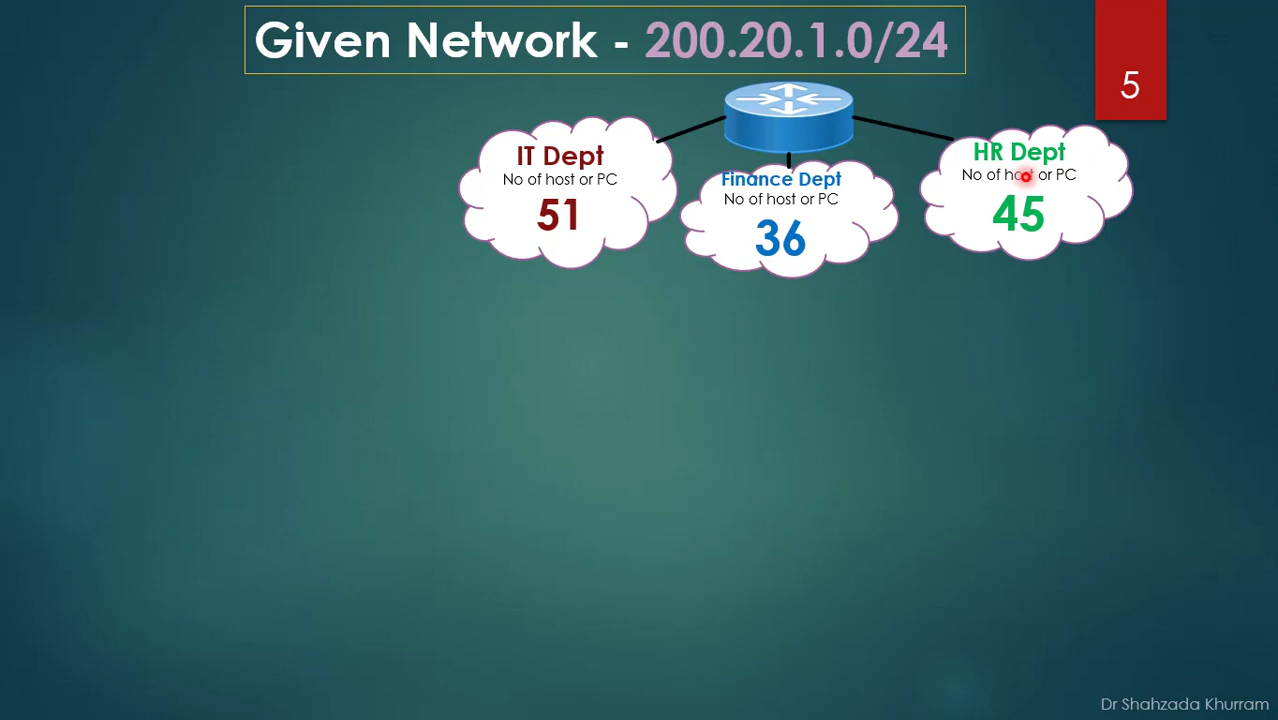 Given Network - 200.20.1.0/24
5
IT Dept
No of host or PC
51
Finance Dept
No of host or PC
36
HR Dept
No of host or PC
45
Dr Shahzada Khurram